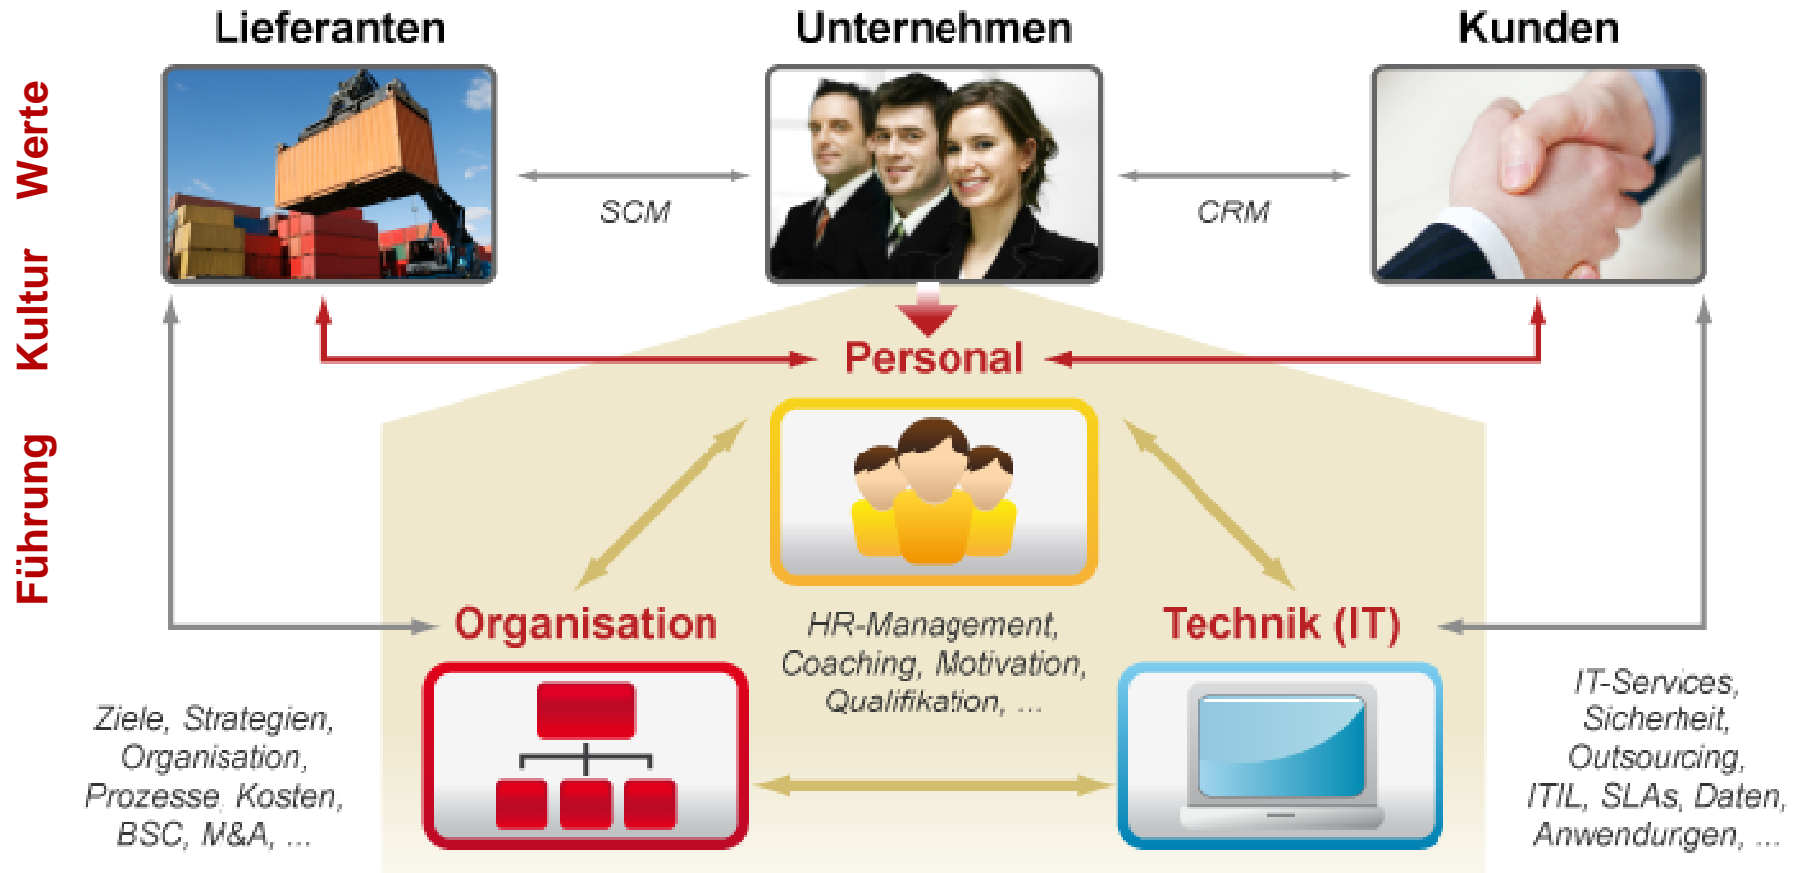 Lieferanten
Unternehmen
Kunden
Werte
Kultur
Führung
SCM
CRM
Personal
Organisation
HR-Management,
Coaching, Motivation,
Qualifikation, ...
Technik (IT)
Ziele, Strategien,
Organisation,
Prozesse, Kosten,
BSC, M&A, ...
IT-Services,
Sicherheit,
Outsourcing,
ITIL, SLAs, Daten,
Anwendungen, ...